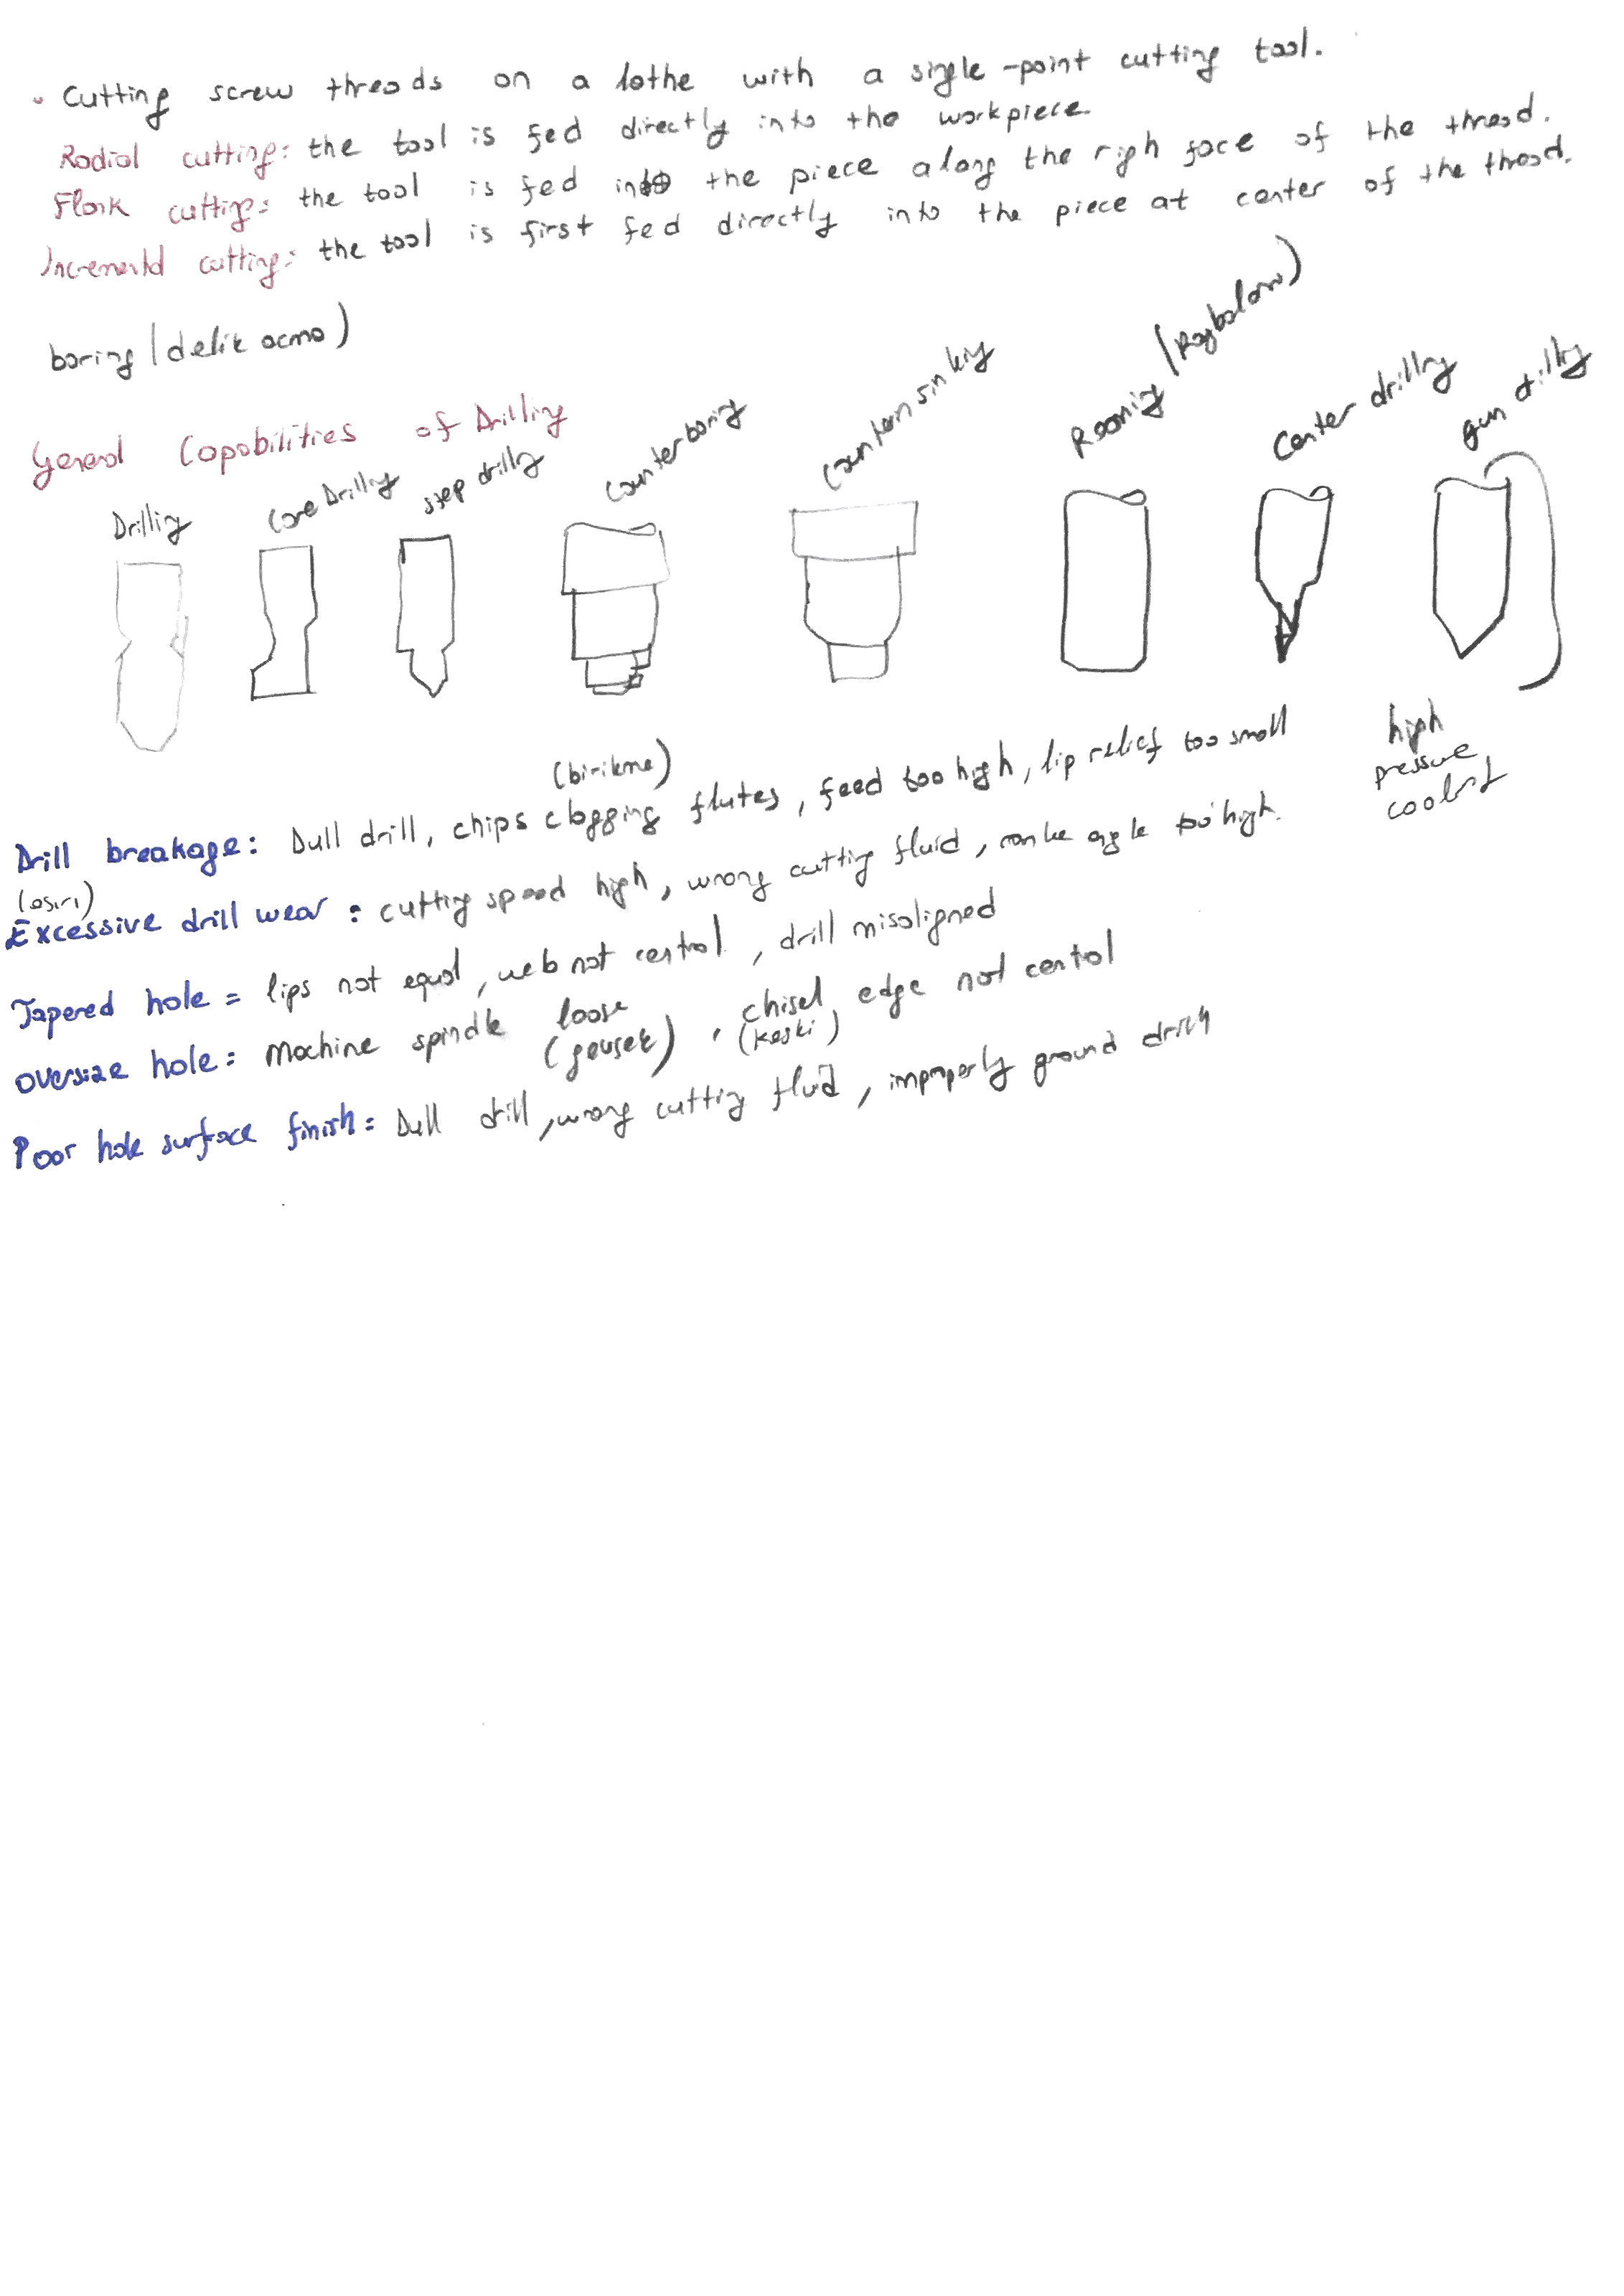 • Cutting screw threads on a lathe with a single-point cutting tool.
Radial cutting: the tool is fed directly into the workpiece.
Flank cutting: the tool is fed into the piece along the righ face of the thread.
Incremental cutting: the tool is first fed directly into the piece at center of the thread.
boring (delik açma)
General Capabilities of Drilling
Drilling
Core Drilling
step drilling
Counterboring
Countersinking
Reaming (Raybalama)
Center drilling
gun drilling
high
pressure
coolant
(birikme)
Drill breakage: Dull drill, chips clogging flutes, feed too high, lip relief too small
(asırı)
Excessive drill wear: cutting speed high, wrong cutting fluid, rake angle too high.
Tapered hole = lips not equal, web not central, drill misaligned
Oversize hole: Machine spindle loose, chisel edge not central
(gevsek) (keski)
Poor hole surface finish: Dull drill, wrong cutting fluid, improperly ground drill